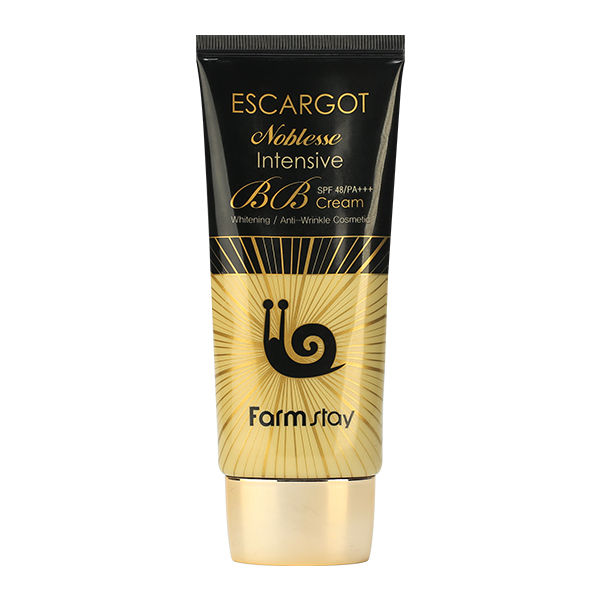 ESCARGOT
Noblesse
Intensive
BB SPF 48/PA+++
Cream
Whitening / Anti-Wrinkle Cosmetic
Farmstay